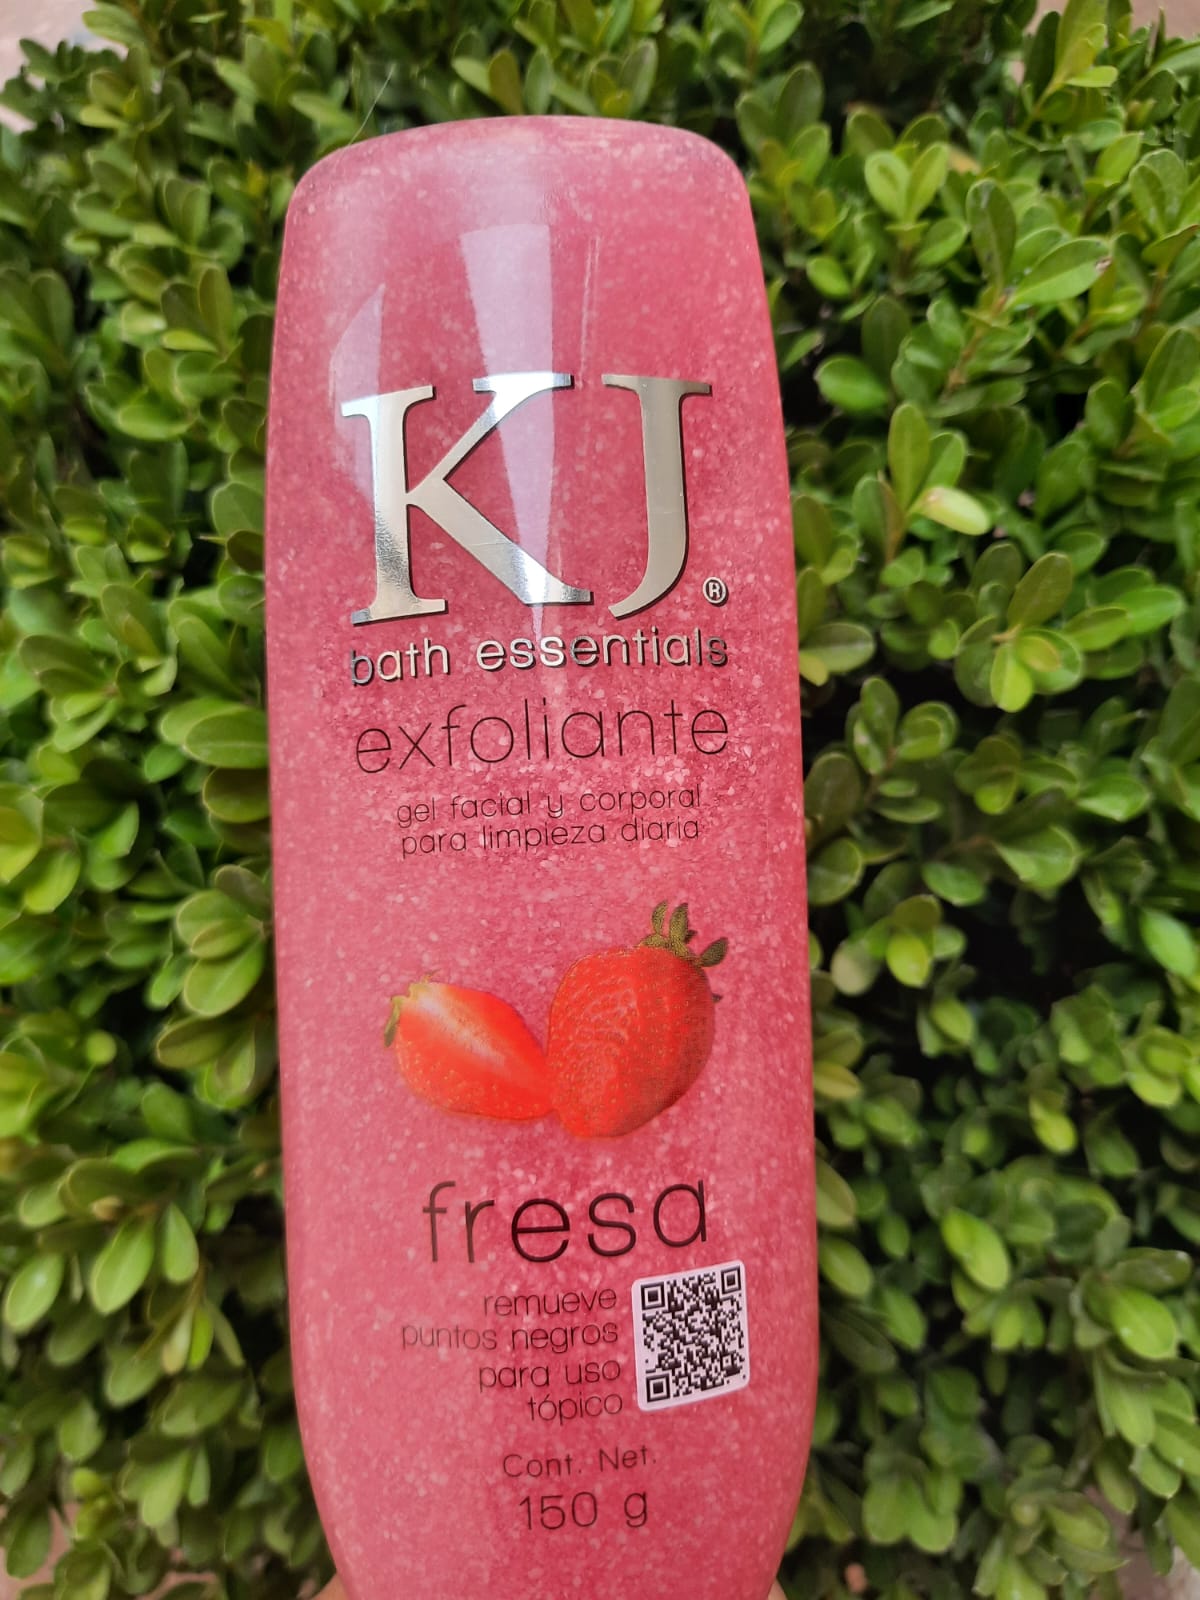 KJ®
bath essentials
exfoliante
gel facial y corporal
para limpieza diaria
fresa
remueve
puntos negros
para uso
tópico
Cont. Net.
150 g